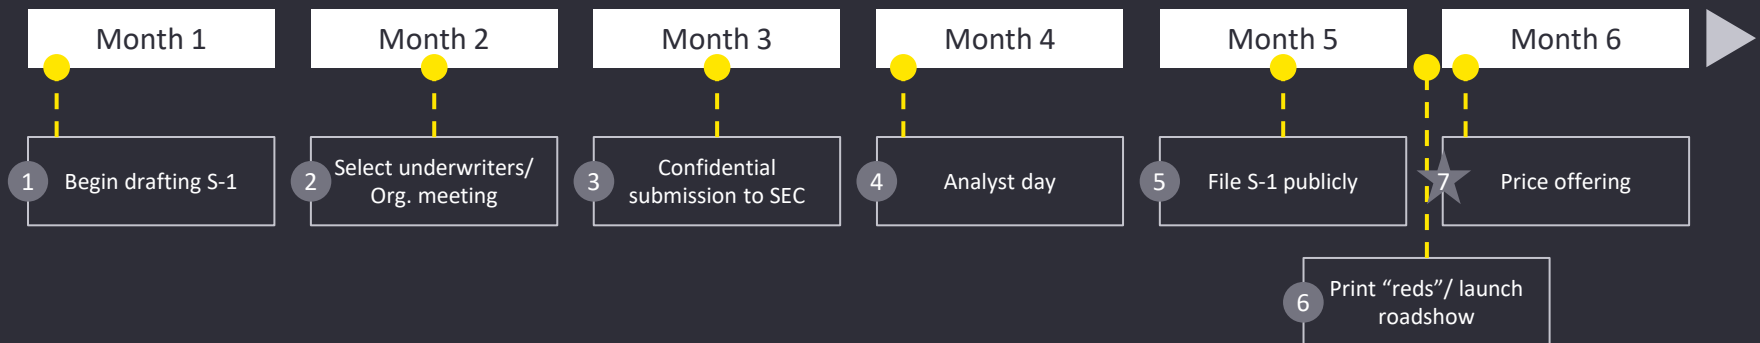 Month 1
Month 2
Month 3
Month 4
Month 5
Month 6
1
Begin drafting S-1
2
Select underwriters/
Org. meeting
3
Confidential
submission to SEC
4
Analyst day
5
File S-1 publicly
7
Price offering
6
Print “reds”/ launch
roadshow